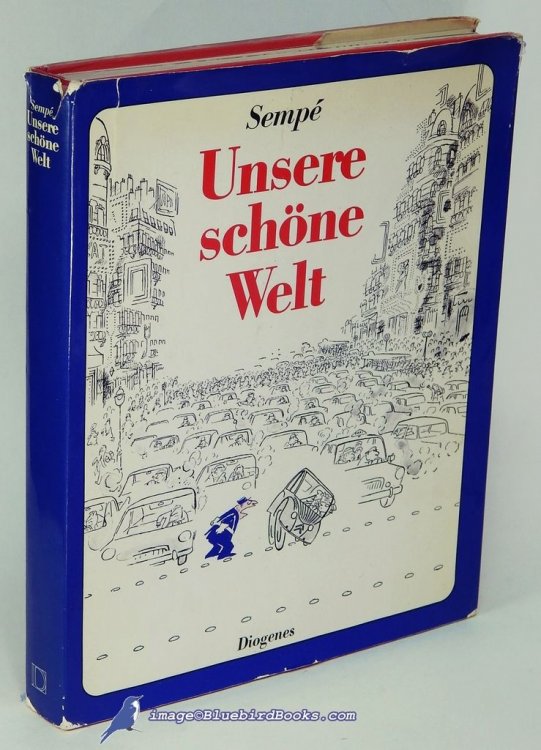 Sempé
Unsere
schöne
Welt
Sempé
Unsere
schöne
Welt
Diogenes
D
image©BluebirdBooks.com